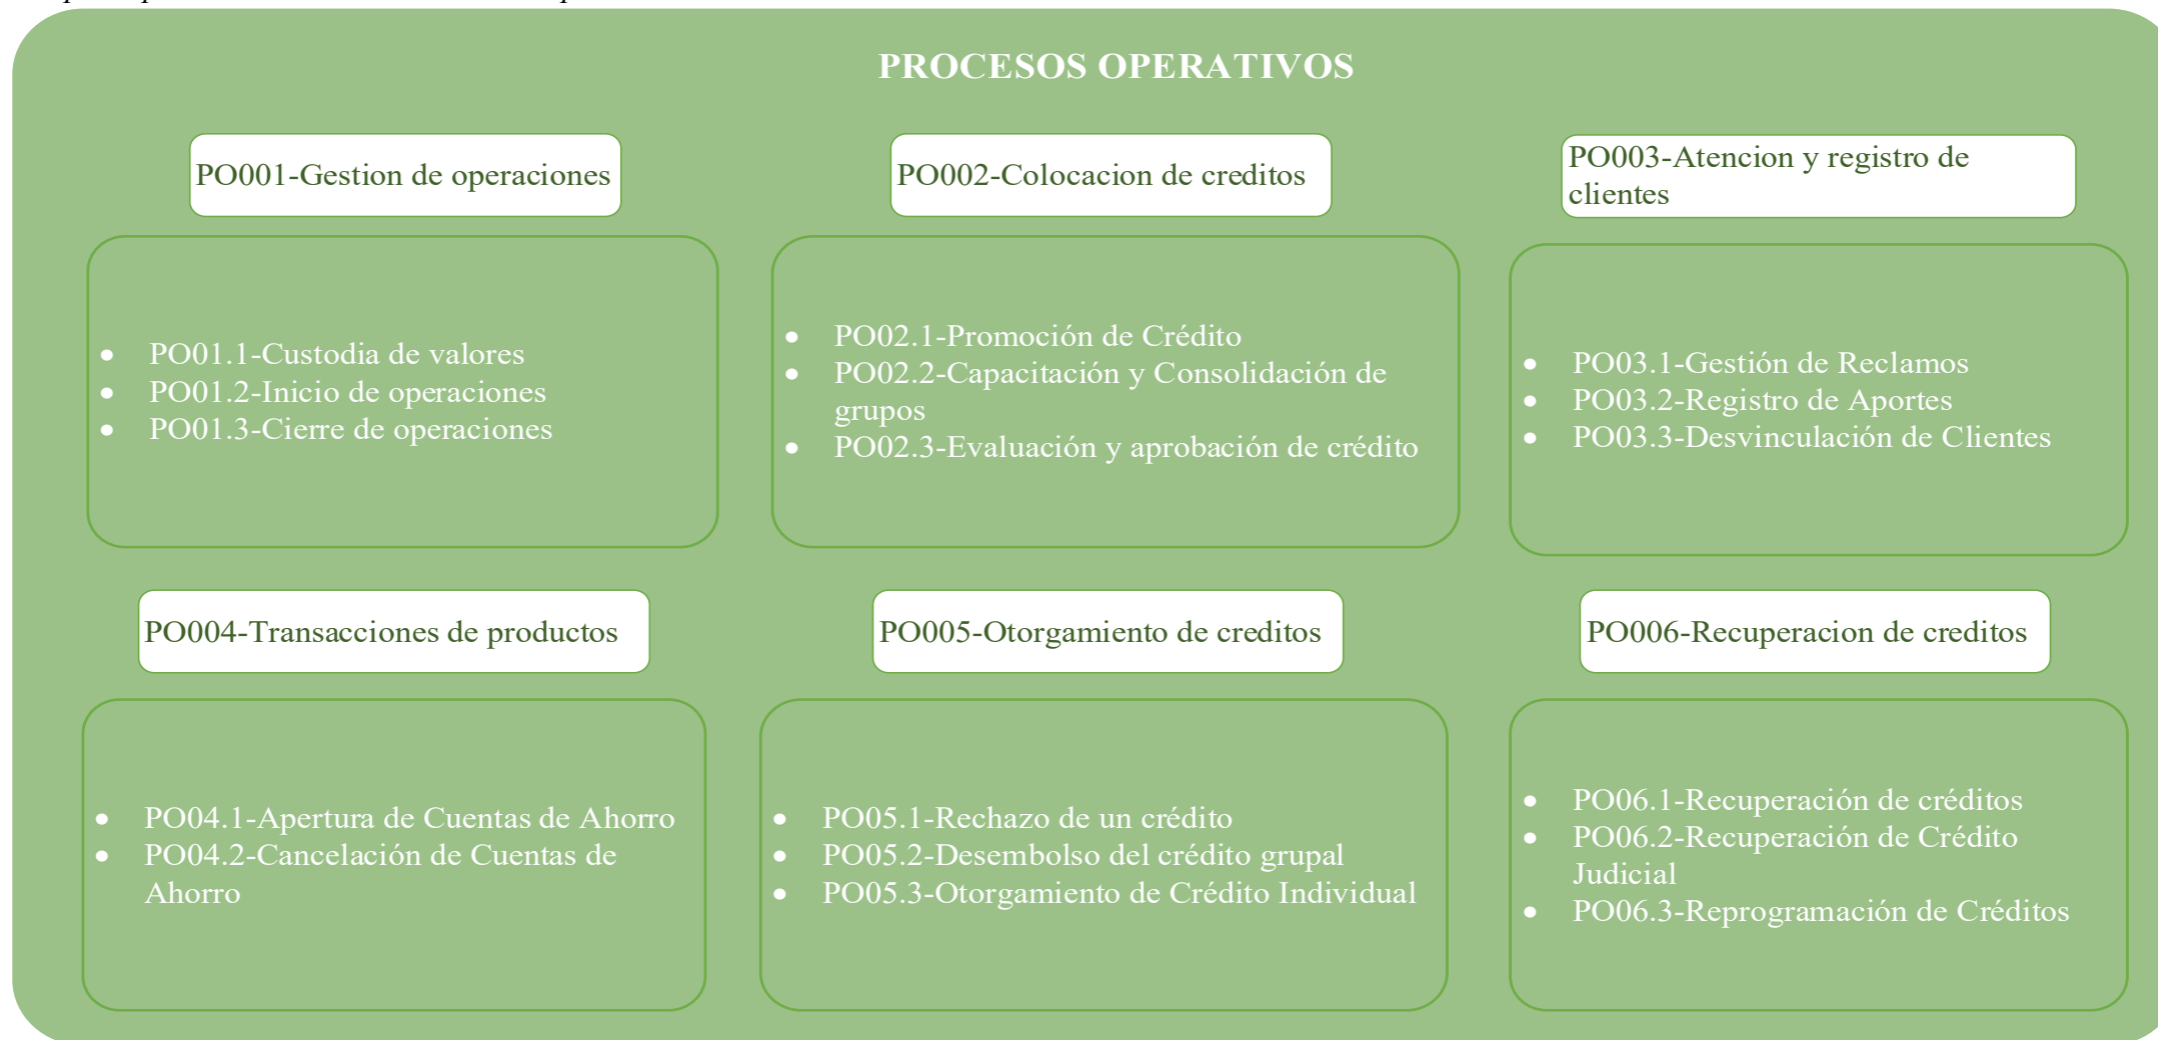 PROCESOS OPERATIVOS
PO001-Gestion de operaciones
PO01.1-Custodia de valores
PO01.2-Inicio de operaciones
PO01.3-Cierre de operaciones
PO002-Colocacion de creditos
PO02.1-Promoción de Crédito
PO02.2-Capacitación y Consolidación de
grupos
PO02.3-Evaluación y aprobación de crédito
PO003-Atencion y registro de
clientes
PO03.1-Gestión de Reclamos
PO03.2-Registro de Aportes
PO03.3-Desvinculación de Clientes
PO004-Transacciones de productos
PO04.1-Apertura de Cuentas de Ahorro
PO04.2-Cancelación de Cuentas de
Ahorro
PO005-Otorgamiento de creditos
PO05.1-Rechazo de un crédito
PO05.2-Desembolso del crédito grupal
PO05.3-Otorgamiento de Crédito Individual
PO006-Recuperacion de creditos
PO06.1-Recuperación de créditos
PO06.2-Recuperación de Crédito
Judicial
PO06.3-Reprogramación de Créditos